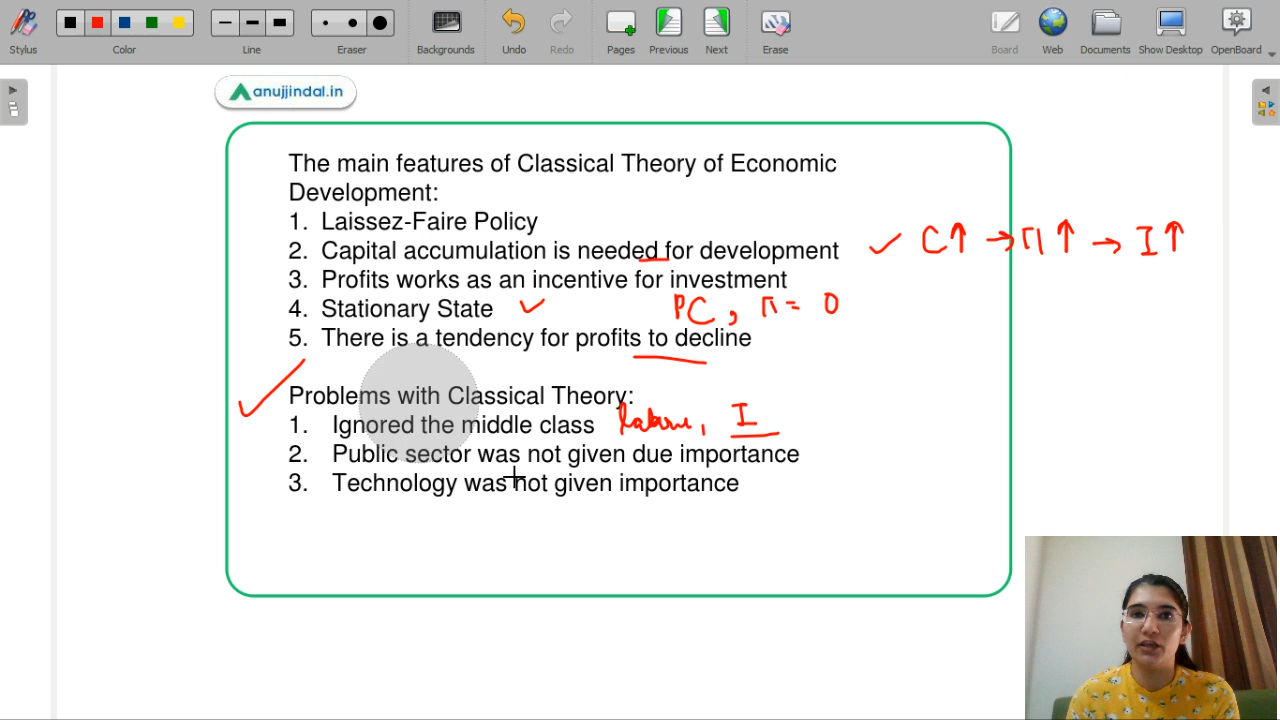 Stylus
Color
Line
Eraser
Backgrounds
Undo
Redo
Pages
Previous
Next
Erase
Board
Web
Documents
Show Desktop
OpenBoard
anujjindal.in
The main features of Classical Theory of Economic
Development:
1. Laissez-Faire Policy
2. Capital accumulation is needed for development ✓ C↑ → π↑ → I↑
3. Profits works as an incentive for investment
4. Stationary State ✓ PC, π = 0
5. There is a tendency for profits to decline
Problems with Classical Theory:
1. Ignored the middle class labour, I
2. Public sector was not given due importance
3. Technology was not given importance